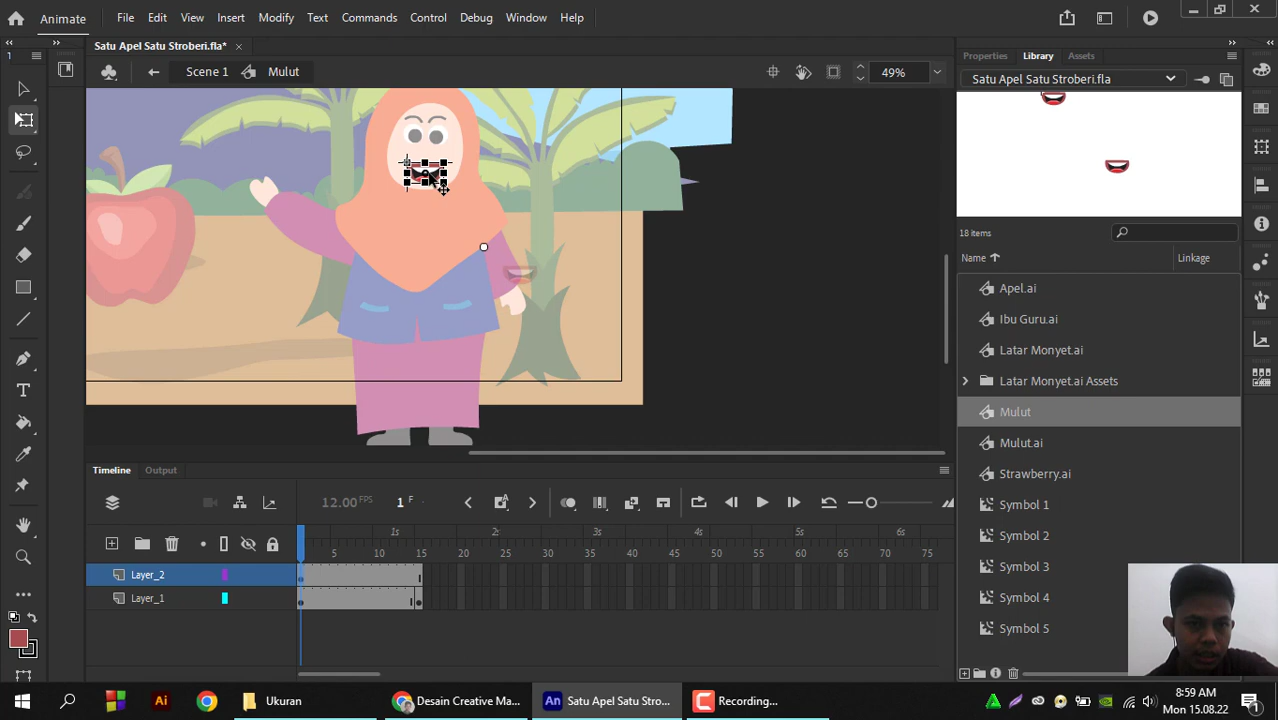 Animate
File Edit View Insert Modify Text Commands Control Debug Window Help
Satu Apel Satu Stroberi.fla*
Scene 1 Mulut
49%
1
Properties Library Assets
Satu Apel Satu Stroberi.fla
18 items
Name Linkage
Apel.ai
Ibu Guru.ai
Latar Monyet.ai
Latar Monyet.ai Assets
Mulut
Mulut.ai
Strawberry.ai
Symbol 1
Symbol 2
Symbol 3
Symbol 4
Symbol 5
Timeline Output
12.00 FPS 1 F
1s 2s 3s 4s 5s 6s
5 10 15 20 25 30 35 40 45 50 55 60 65 70 75
Layer_2
Layer_1
T
Ai
Ukuran
Desain Creative Ma...
An Satu Apel Satu Stro...
Recording...
8:59 AM
Mon 15.08.22